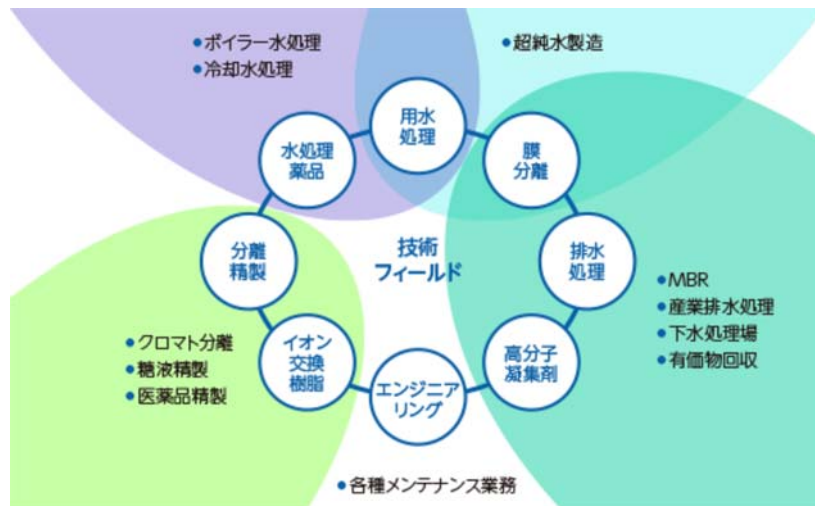 ●ボイラー水処理
●冷却水処理
●超純水製造
用水
処理
水処理
薬品
膜
分離
分離
精製
技術
フィールド
排水
処理
●MBR
●産業排水処理
●下水処理場
●有価物回収
●クロマト分離
●糖液精製
●医薬品精製
イオン
交換
樹脂
高分子
凝集剤
エンジニア
リング
●各種メンテナンス業務